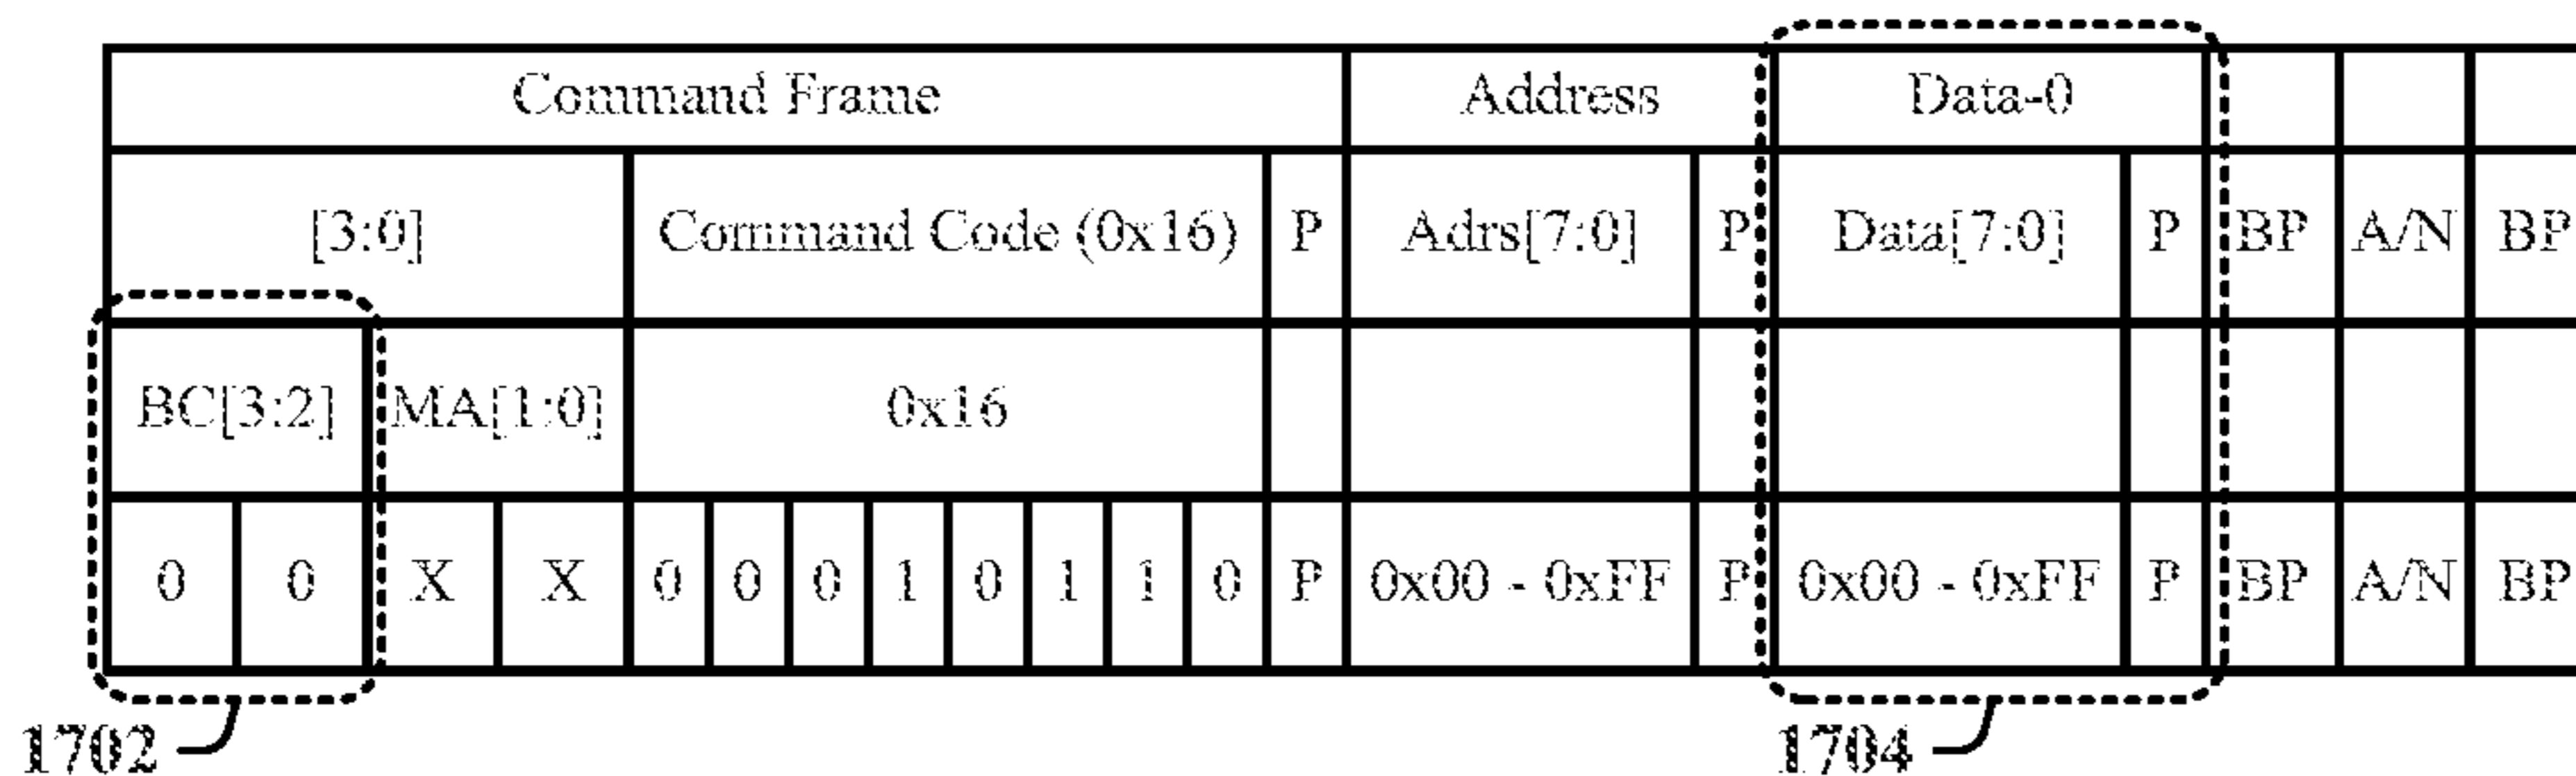 Command Frame Address Data-0
[3:0] Command Code (0x16) P Adrs[7:0] P Data[7:0] P BP A/N BP
BC[3:2] MA[1:0] 0x16
0 0 X X 0 0 0 1 0 1 1 0 P 0x00 - 0xFF P 0x00 - 0xFF P BP A/N BP
1702 1704